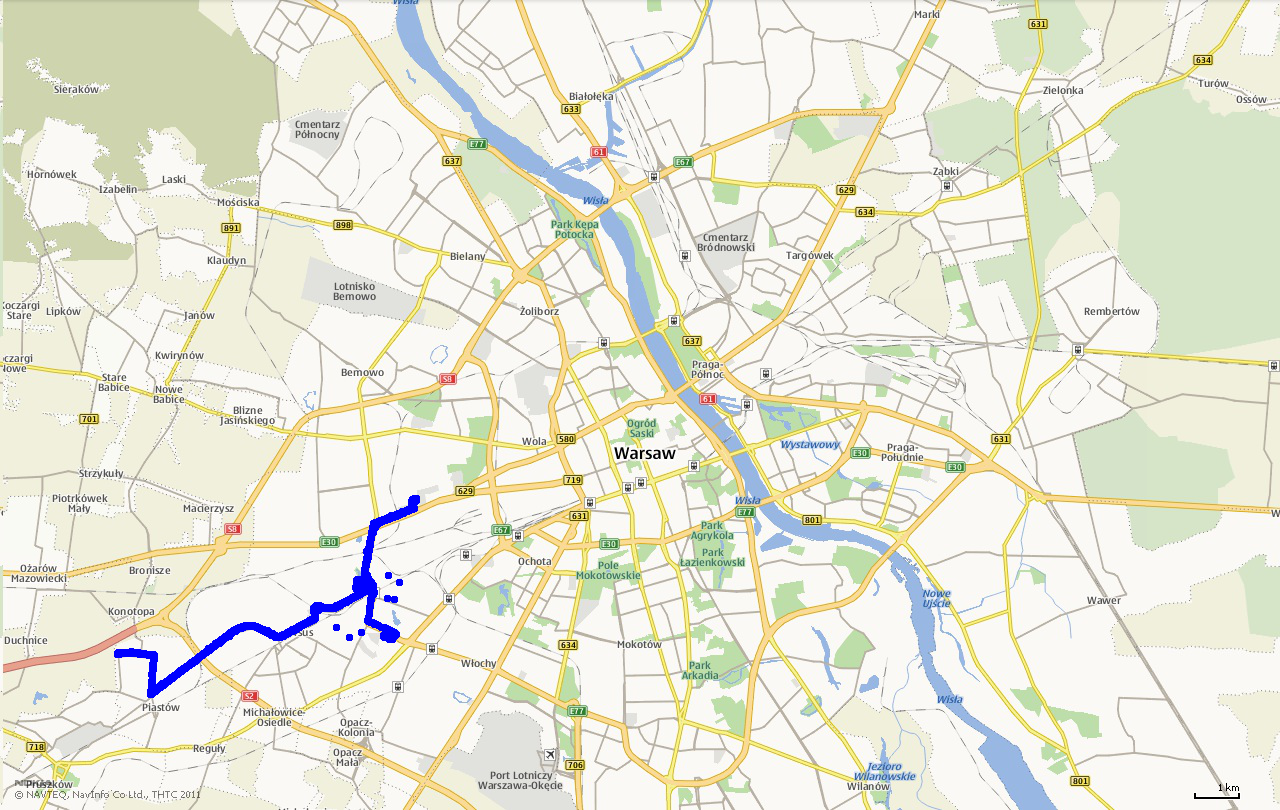 Wisła
Marki
631
634
Sieraków
Turów
Zielonka
Ossów
Białołęka
633
Cmentarz
Północny
E77
61
637
E67
Hornówek
Laski
Izabelin
Ząbki
629
Mościska
Wisła
634
891
898
Park Kępa
Potocka
Cmentarz
Bródnowski
Klaudyn
Bielany
Targówek
Lotnisko
Bemowo
Stare
Lipków
Janów
Żoliborz
Rembertów
637
Kwirynów
Praga-
Północ
Bemowo
Stare
Babice
S8
Nowe
Babice
61
Blizne
Jasińskiego
701
Ogród
Saski
Wola
580
631
Wystawowy
Praga-
Południe
Warsaw
E30
E30
Strzykuły
719
629
Piotrkówek
Mały
Macierzysz
Wisła
E77
631
801
S8
E67
Park
Agrykola
E30
E30
Ochota
Park
Łazienkowski
Ożarów
Mazowiecki
Bronisze
Pole
Mokotowskie
Nowe
Ujście
Wawer
Konotopa
Duchnice
sus
634
Mokotów
Włochy
Park
Arkadia
S2
Wisła
Piastów
Michałowice-
Osiedle
E77
Opacz-
Kolonia
718
Reguły
Opacz
Mała
706
Port Lotniczy
Warszawa-Okęcie
Jezioro
Wilanowskie
Wilanów
801
Pruszków
1 km
© NAVTEQ, NavInfo Co Ltd., THTC 2011